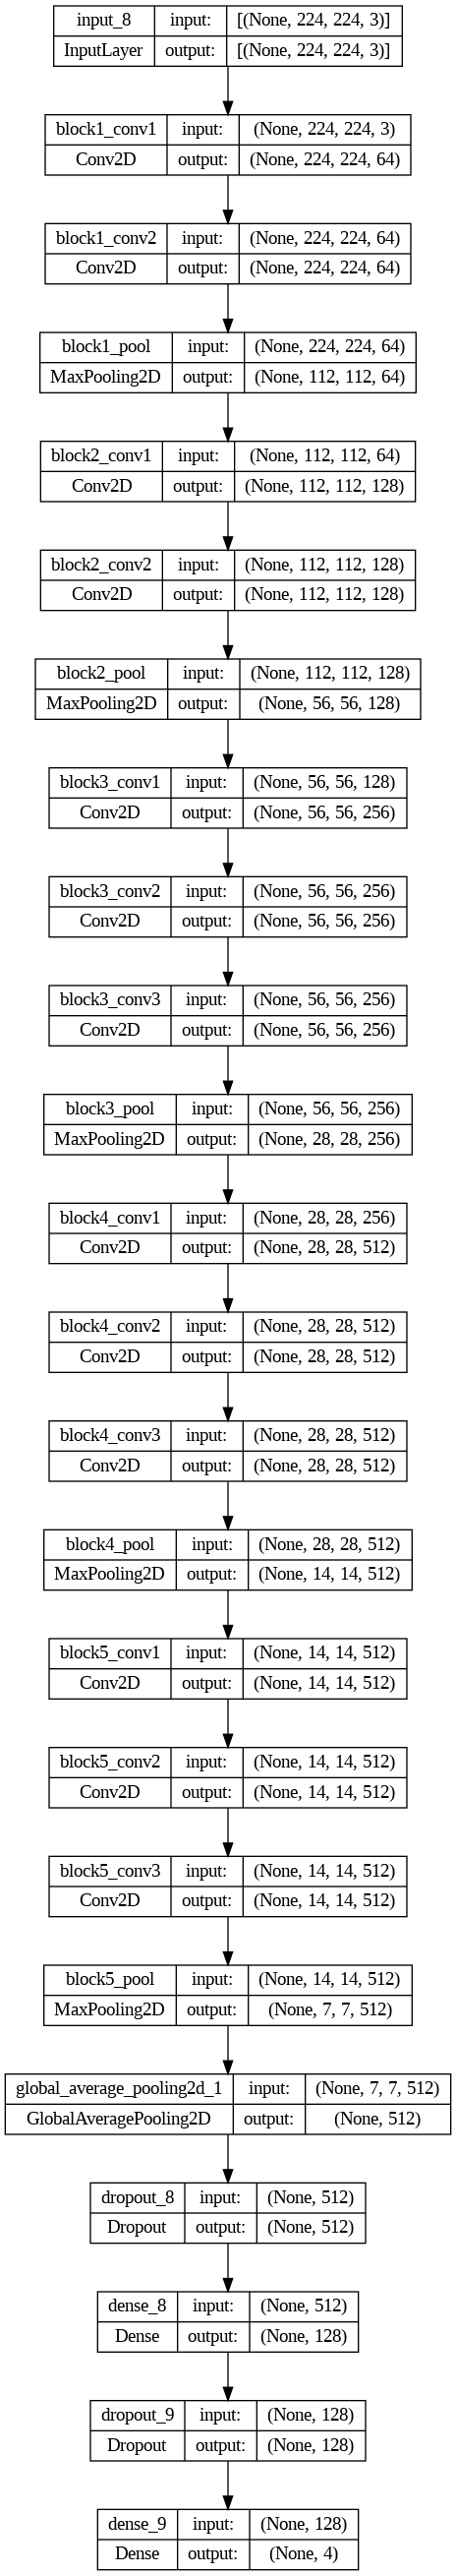 input_8 input: [(None, 224, 224, 3)]
InputLayer output: [(None, 224, 224, 3)]
block1_conv1 input: (None, 224, 224, 3)
Conv2D output: (None, 224, 224, 64)
block1_conv2 input: (None, 224, 224, 64)
Conv2D output: (None, 224, 224, 64)
block1_pool input: (None, 224, 224, 64)
MaxPooling2D output: (None, 112, 112, 64)
block2_conv1 input: (None, 112, 112, 64)
Conv2D output: (None, 112, 112, 128)
block2_conv2 input: (None, 112, 112, 128)
Conv2D output: (None, 112, 112, 128)
block2_pool input: (None, 112, 112, 128)
MaxPooling2D output: (None, 56, 56, 128)
block3_conv1 input: (None, 56, 56, 128)
Conv2D output: (None, 56, 56, 256)
block3_conv2 input: (None, 56, 56, 256)
Conv2D output: (None, 56, 56, 256)
block3_conv3 input: (None, 56, 56, 256)
Conv2D output: (None, 56, 56, 256)
block3_pool input: (None, 56, 56, 256)
MaxPooling2D output: (None, 28, 28, 256)
block4_conv1 input: (None, 28, 28, 256)
Conv2D output: (None, 28, 28, 512)
block4_conv2 input: (None, 28, 28, 512)
Conv2D output: (None, 28, 28, 512)
block4_conv3 input: (None, 28, 28, 512)
Conv2D output: (None, 28, 28, 512)
block4_pool input: (None, 28, 28, 512)
MaxPooling2D output: (None, 14, 14, 512)
block5_conv1 input: (None, 14, 14, 512)
Conv2D output: (None, 14, 14, 512)
block5_conv2 input: (None, 14, 14, 512)
Conv2D output: (None, 14, 14, 512)
block5_conv3 input: (None, 14, 14, 512)
Conv2D output: (None, 14, 14, 512)
block5_pool input: (None, 14, 14, 512)
MaxPooling2D output: (None, 7, 7, 512)
global_average_pooling2d_1 input: (None, 7, 7, 512)
GlobalAveragePooling2D output: (None, 512)
dropout_8 input: (None, 512)
Dropout output: (None, 512)
dense_8 input: (None, 512)
Dense output: (None, 128)
dropout_9 input: (None, 128)
Dropout output: (None, 128)
dense_9 input: (None, 128)
Dense output: (None, 4)